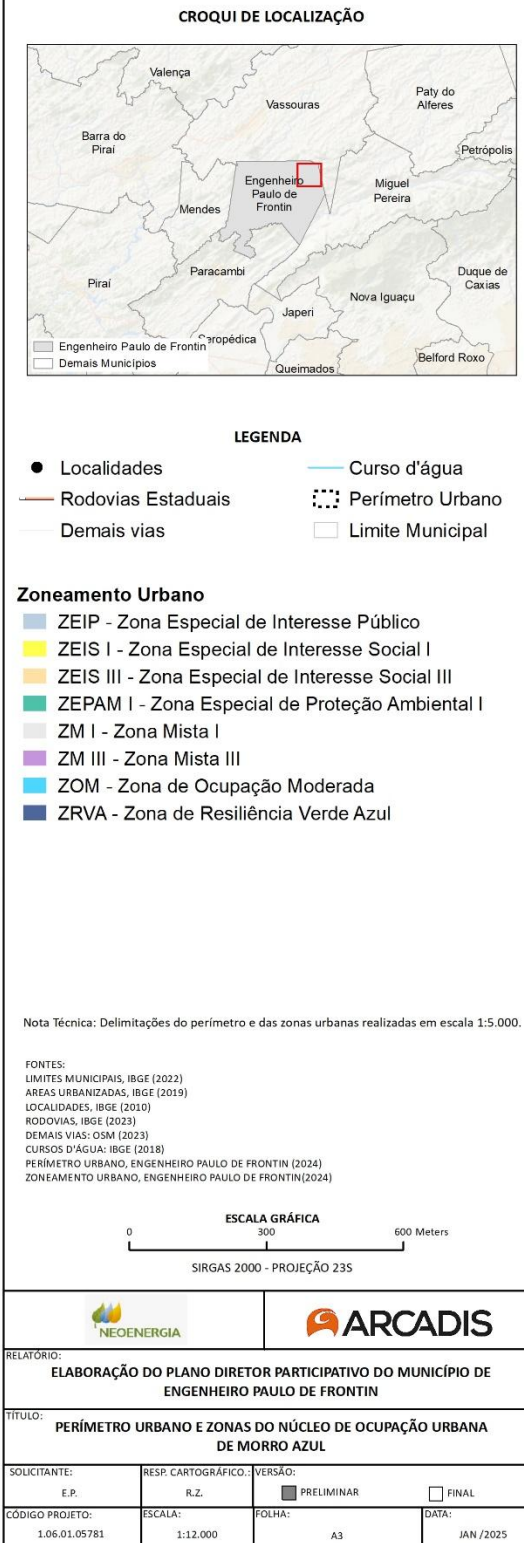 CROQUI DE LOCALIZAÇÃO
Valença
Vassouras
Paty do
Alferes
Barra do
Piraí
Petrópolis
Engenheiro
Paulo de
Frontin
Miguel
Pereira
Mendes
Paracambi
Duque de
Caxias
Piraí
Nova Iguaçu
Japeri
Seropédica
Engenheiro Paulo de Frontin
Demais Municípios
Queimados
Belford Roxo
LEGENDA
Localidades
Curso d'água
Rodovias Estaduais
Perímetro Urbano
Demais vias
Limite Municipal
Zoneamento Urbano
ZEIP - Zona Especial de Interesse Público
ZEIS I - Zona Especial de Interesse Social I
ZEIS III - Zona Especial de Interesse Social III
ZEPAM I - Zona Especial de Proteção Ambiental I
ZM I - Zona Mista I
ZM III - Zona Mista III
ZOM - Zona de Ocupação Moderada
ZRVA - Zona de Resiliência Verde Azul
Nota Técnica: Delimitações do perímetro e das zonas urbanas realizadas em escala 1:5.000.
FONTES:
LIMITES MUNICIPAIS, IBGE (2022)
AREAS URBANIZADAS, IBGE (2019)
LOCALIDADES, IBGE (2010)
RODOVIAS, IBGE (2023)
DEMAIS VIAS: OSM (2023)
CURSOS D'ÁGUA: IBGE (2018)
PERÍMETRO URBANO, ENGENHEIRO PAULO DE FRONTIN (2024)
ZONEAMENTO URBANO, ENGENHEIRO PAULO DE FRONTIN(2024)
ESCALA GRÁFICA
0 300 600 Meters
SIRGAS 2000 - PROJEÇÃO 23S
NEOENERGIA
ARCADIS
RELATÓRIO:
ELABORAÇÃO DO PLANO DIRETOR PARTICIPATIVO DO MUNICÍPIO DE
ENGENHEIRO PAULO DE FRONTIN
TÍTULO:
PERÍMETRO URBANO E ZONAS DO NÚCLEO DE OCUPAÇÃO URBANA
DE MORRO AZUL
SOLICITANTE:
E.P.
RESP. CARTOGRÁFICO.:
R.Z.
VERSÃO:
PRELIMINAR
FINAL
CÓDIGO PROJETO:
1.06.01.05781
ESCALA:
1:12.000
FOLHA:
A3
DATA:
JAN /2025